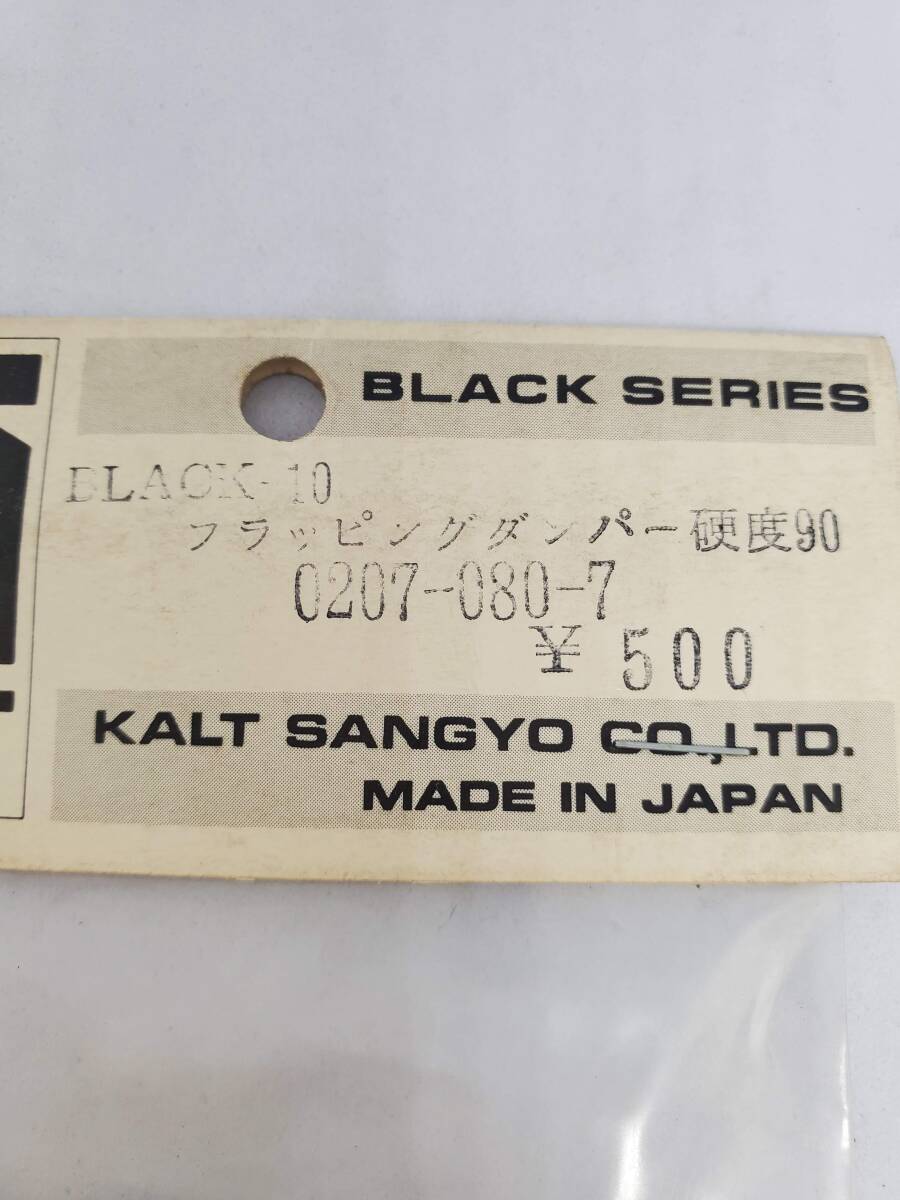 BLACK SERIES
BLACK-10
フラッピングダンパー硬度90
0207-080-7
¥ 500
KALT SANGYO CO.,LTD.
MADE IN JAPAN